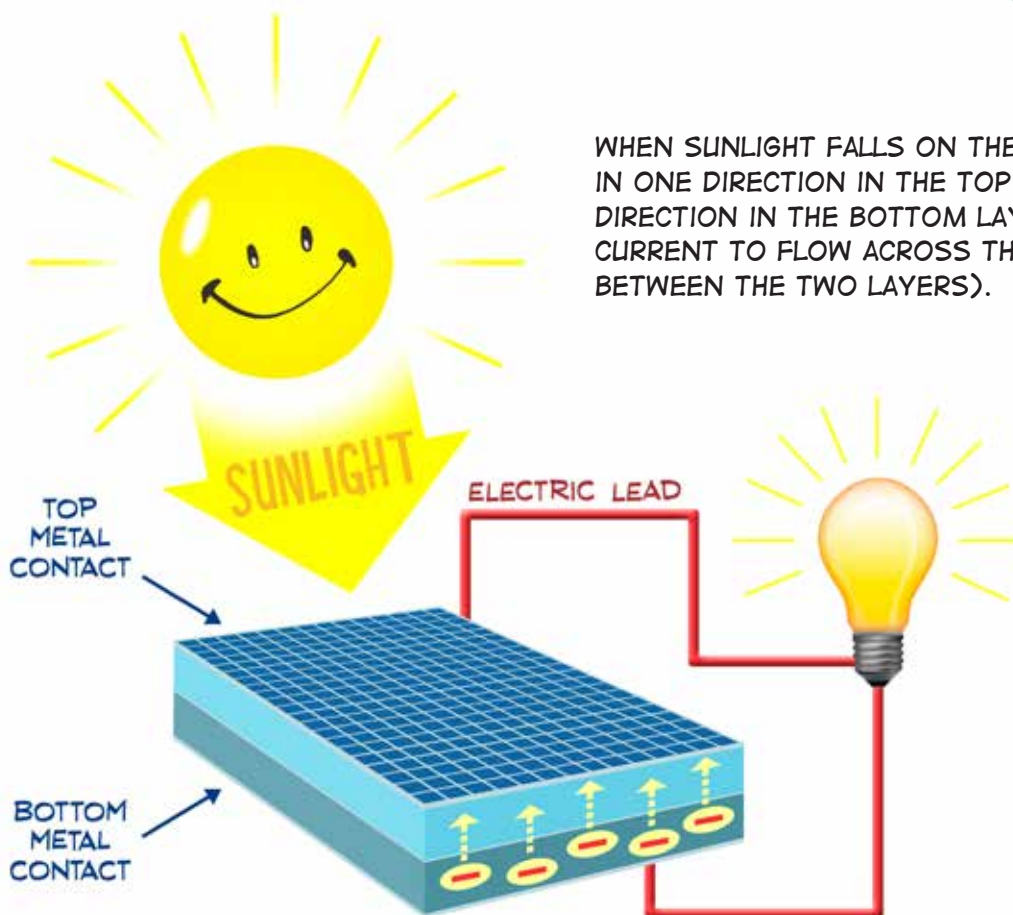 WHEN SUNLIGHT FALLS ON THE
IN ONE DIRECTION IN THE TOP
DIRECTION IN THE BOTTOM
CURRENT TO FLOW ACROSS
BETWEEN THE TWO LAYERS).
SUNLIGHT
ELECTRIC LEAD
TOP
METAL
CONTACT
BOTTOM
METAL
CONTACT